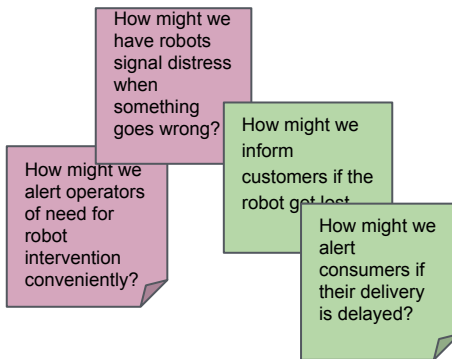 How might we
have robots
signal distress
when
something
goes wrong?
How might we
inform
customers if the
robot got lost
How might we
alert operators
of need for
robot
intervention
conveniently?
How might we
alert
consumers if
their delivery
is delayed?